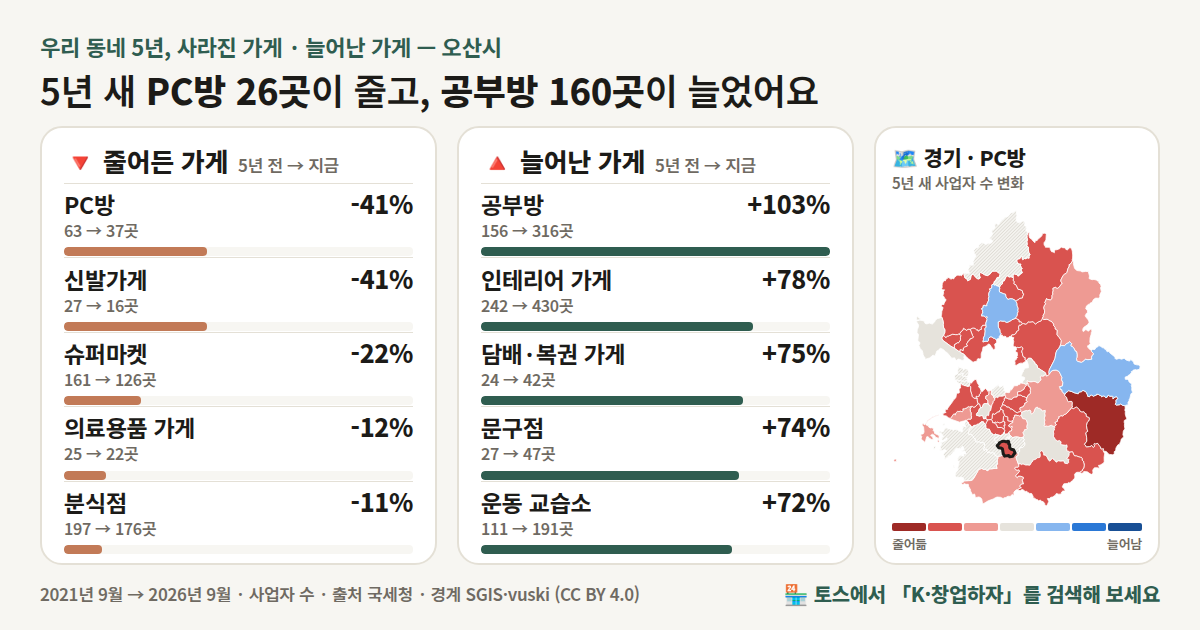 우리 동네 5년, 사라진 가게 · 늘어난 가게 — 오산시
5년 새 PC방 26곳이 줄고, 공부방 160곳이 늘었어요
줄어든 가게 5년 전 → 지금
PC방 -41%
63 → 37곳
신발가게 -41%
27 → 16곳
슈퍼마켓 -22%
161 → 126곳
의료용품 가게 -12%
25 → 22곳
분식점 -11%
197 → 176곳
늘어난 가게 5년 전 → 지금
공부방 +103%
156 → 316곳
인테리어 가게 +78%
242 → 430곳
담배·복권 가게 +75%
24 → 42곳
문구점 +74%
27 → 47곳
운동 교습소 +72%
111 → 191곳
경기 · PC방
5년 새 사업자 수 변화
줄어듦 늘어남
2021년 9월 → 2026년 9월 · 사업자 수 · 출처 국세청 · 경계 SGIS·vuski (CC BY 4.0)
토스에서 「K·창업하자」를 검색해 보세요